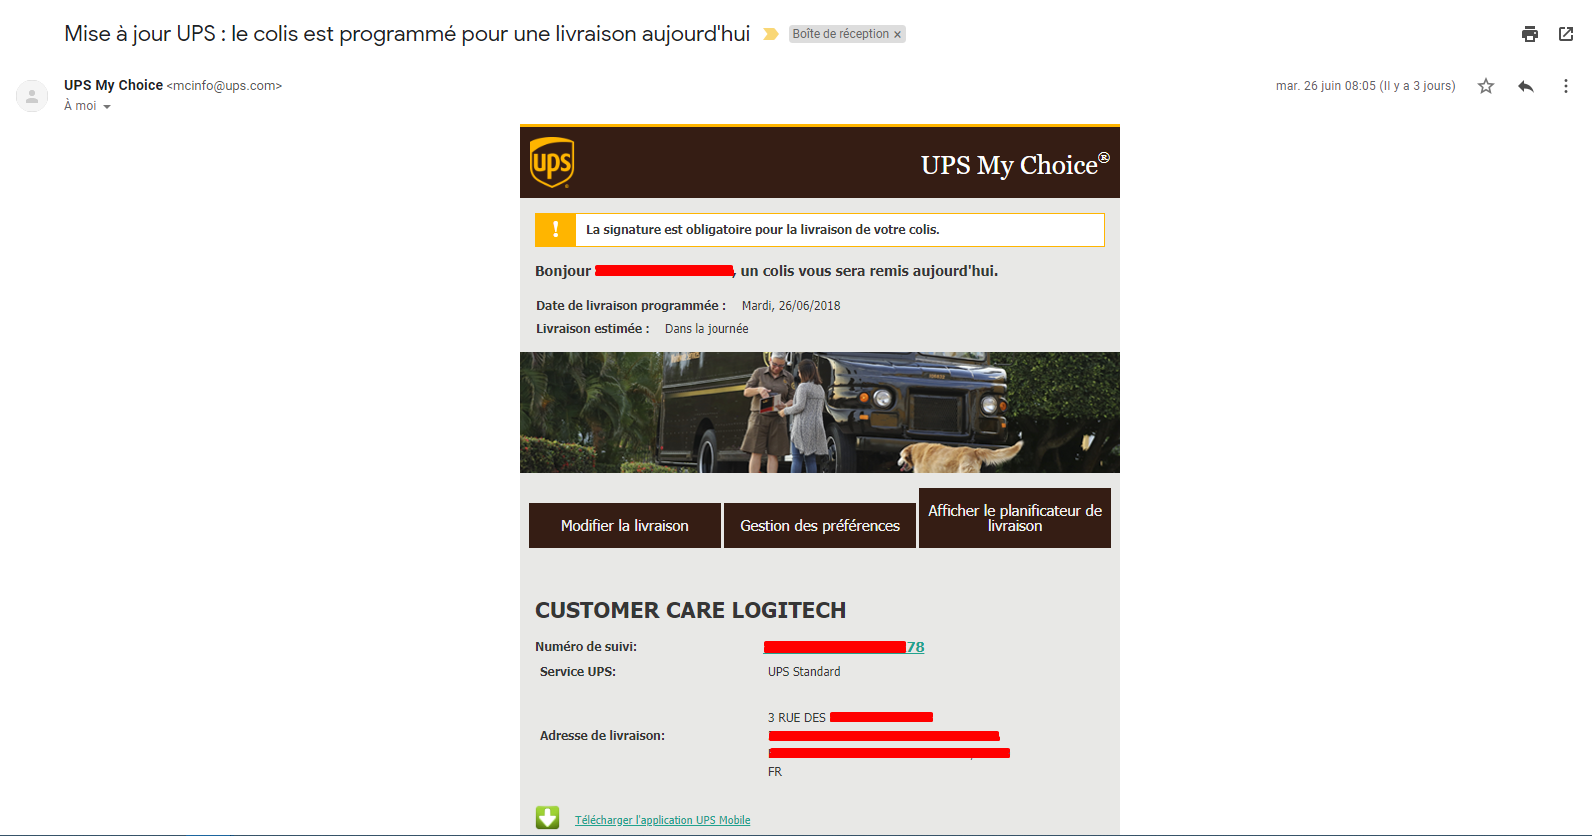 Mise à jour UPS : le colis est programmé pour une livraison aujourd'hui
Boîte de réception ×
UPS My Choice <mcinfo@ups.com>
mar. 26 juin 08:05 (Il y a 3 jours)
À moi
ups
UPS My Choice®
! La signature est obligatoire pour la livraison de votre colis.
Bonjour , un colis vous sera remis aujourd'hui.
Date de livraison programmée : Mardi, 26/06/2018
Livraison estimée : Dans la journée
Modifier la livraison
Gestion des préférences
Afficher le planificateur de
livraison
CUSTOMER CARE LOGITECH
Numéro de suivi: 78
Service UPS: UPS Standard
3 RUE DES
Adresse de livraison:
FR
Télécharger l'application UPS Mobile